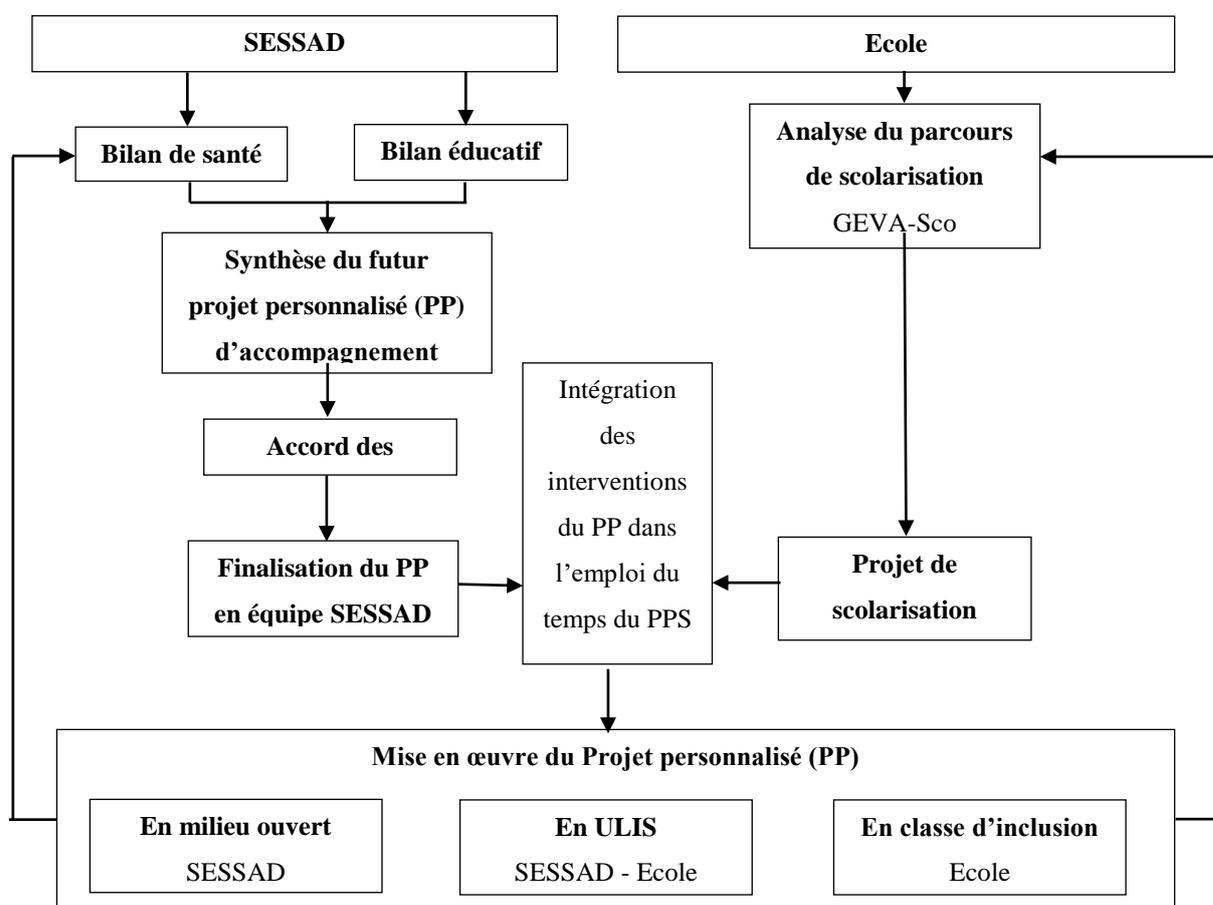 SESSAD
Ecole
Bilan de santé
Bilan éducatif
Analyse du parcours
de scolarisation
GEVA-Sco
Synthèse du futur
projet personnalisé (PP)
d’accompagnement
Accord des
Finalisation du PP
en équipe SESSAD
Intégration
des
interventions
du PP dans
l’emploi du
temps du PPS
Projet de
scolarisation
Mise en œuvre du Projet personnalisé (PP)
En milieu ouvert
SESSAD
En ULIS
SESSAD - Ecole
En classe d’inclusion
Ecole